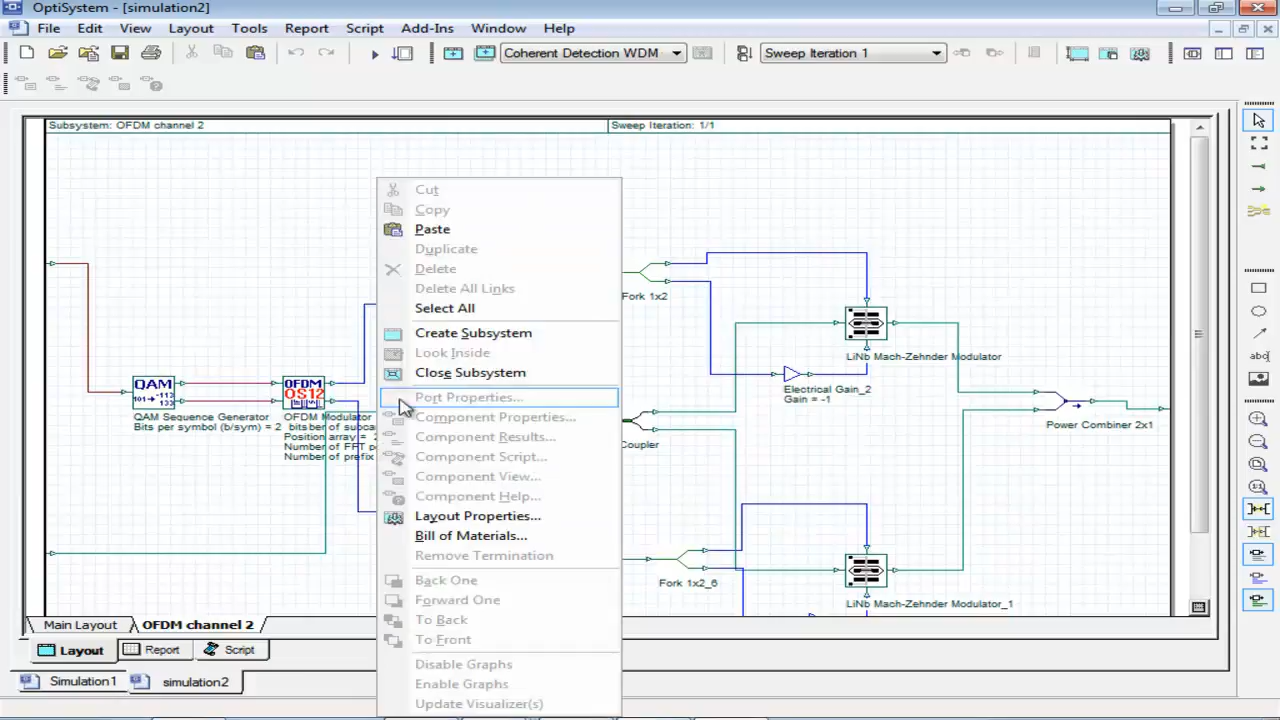 OptiSystem - [simulation2]
File Edit View Layout Tools Report Script Add-Ins Window Help
Coherent Detection WDM Sweep Iteration 1
Subsystem: OFDM channel 2 Sweep Iteration: 1/1
Cut
Copy
Paste
Duplicate
Delete
Delete All Links
Select All
Create Subsystem
Look Inside
Close Subsystem
Port Properties...
Component Properties...
Component Results...
Component Script...
Component View...
Component Help...
Layout Properties...
Bill of Materials...
Remove Termination
Back One
Forward One
To Back
To Front
Disable Graphs
Enable Graphs
Update Visualizer(s)
QAM
101→
QAM Sequence Generator
Bits per symbol (b/sym) = 2
OFDM
OS12
OFDM Modulator
Position array =
Number of FFT
Number of prefix
Fork 1x2
LiNb Mach-Zehnder Modulator
Electrical Gain_2
Gain = -1
Coupler
Power Combiner 2x1
Fork 1x2_6
LiNb Mach-Zehnder Modulator_1
abc
Main Layout OFDM channel 2
Layout Report Script
Simulation1 simulation2